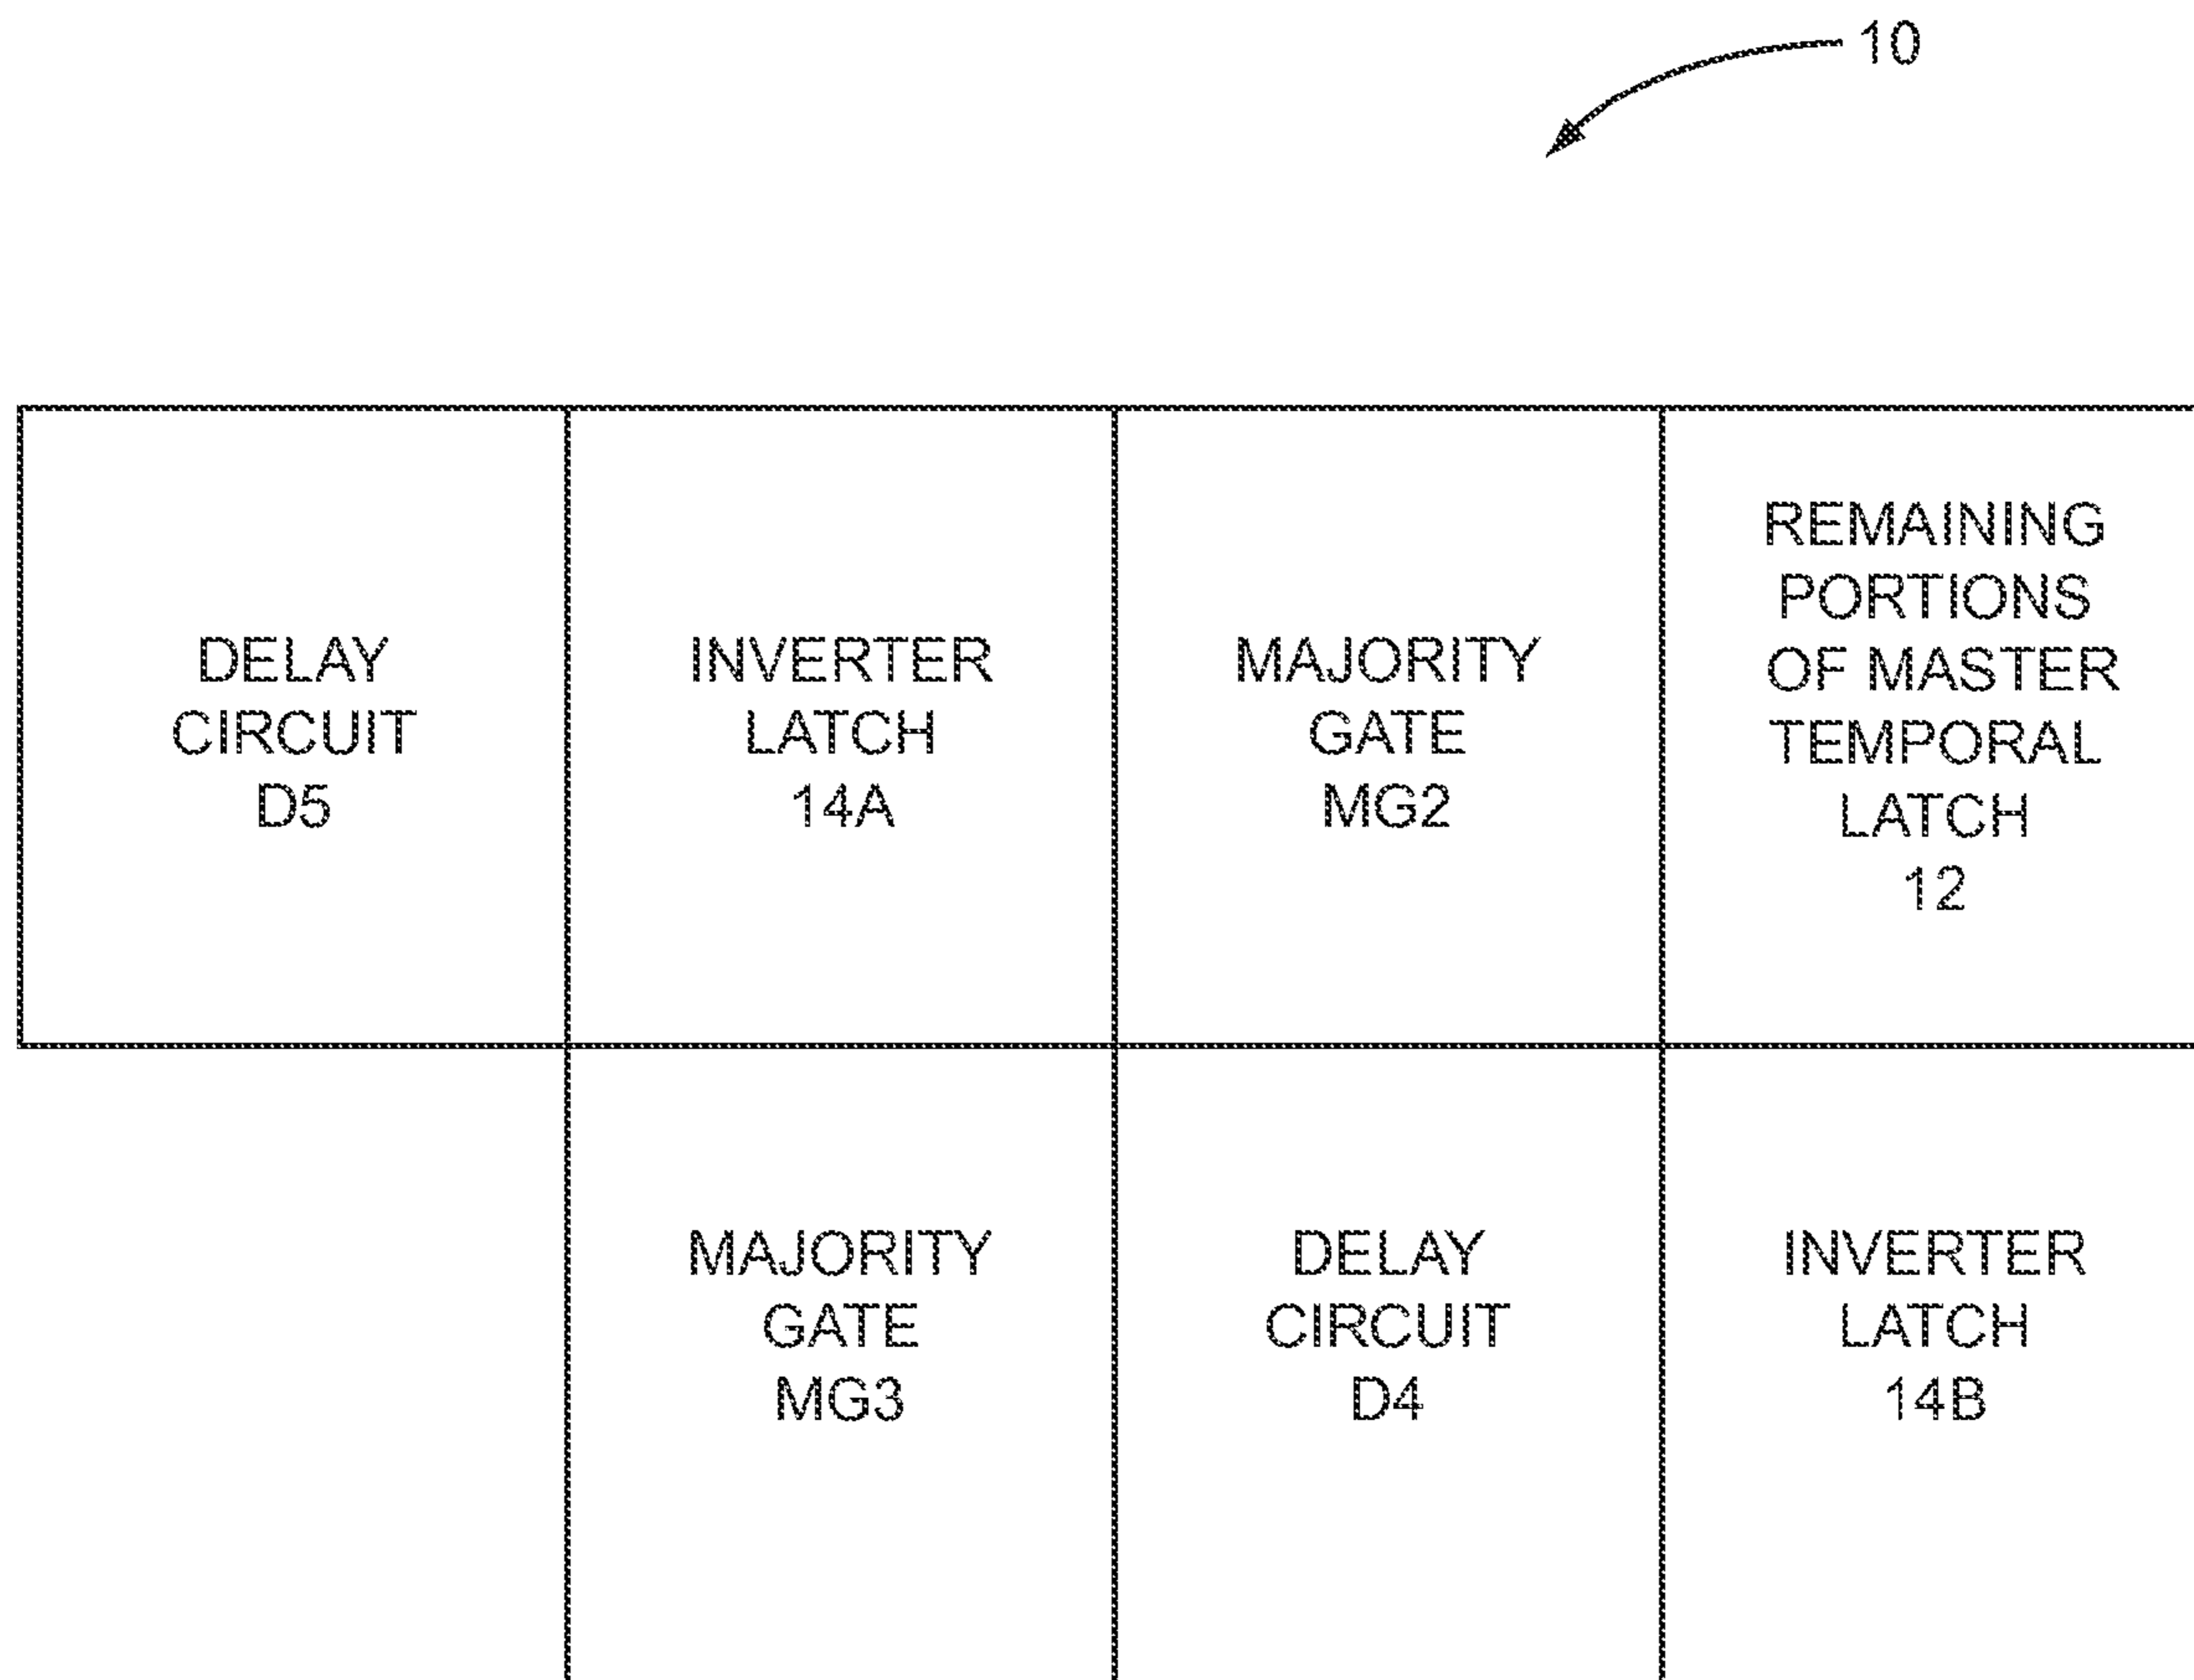 10
DELAY
CIRCUIT
D5
INVERTER
LATCH
14A
MAJORITY
GATE
MG2
REMAINING
PORTIONS
OF MASTER
TEMPORAL
LATCH
12
MAJORITY
GATE
MG3
DELAY
CIRCUIT
D4
INVERTER
LATCH
14B